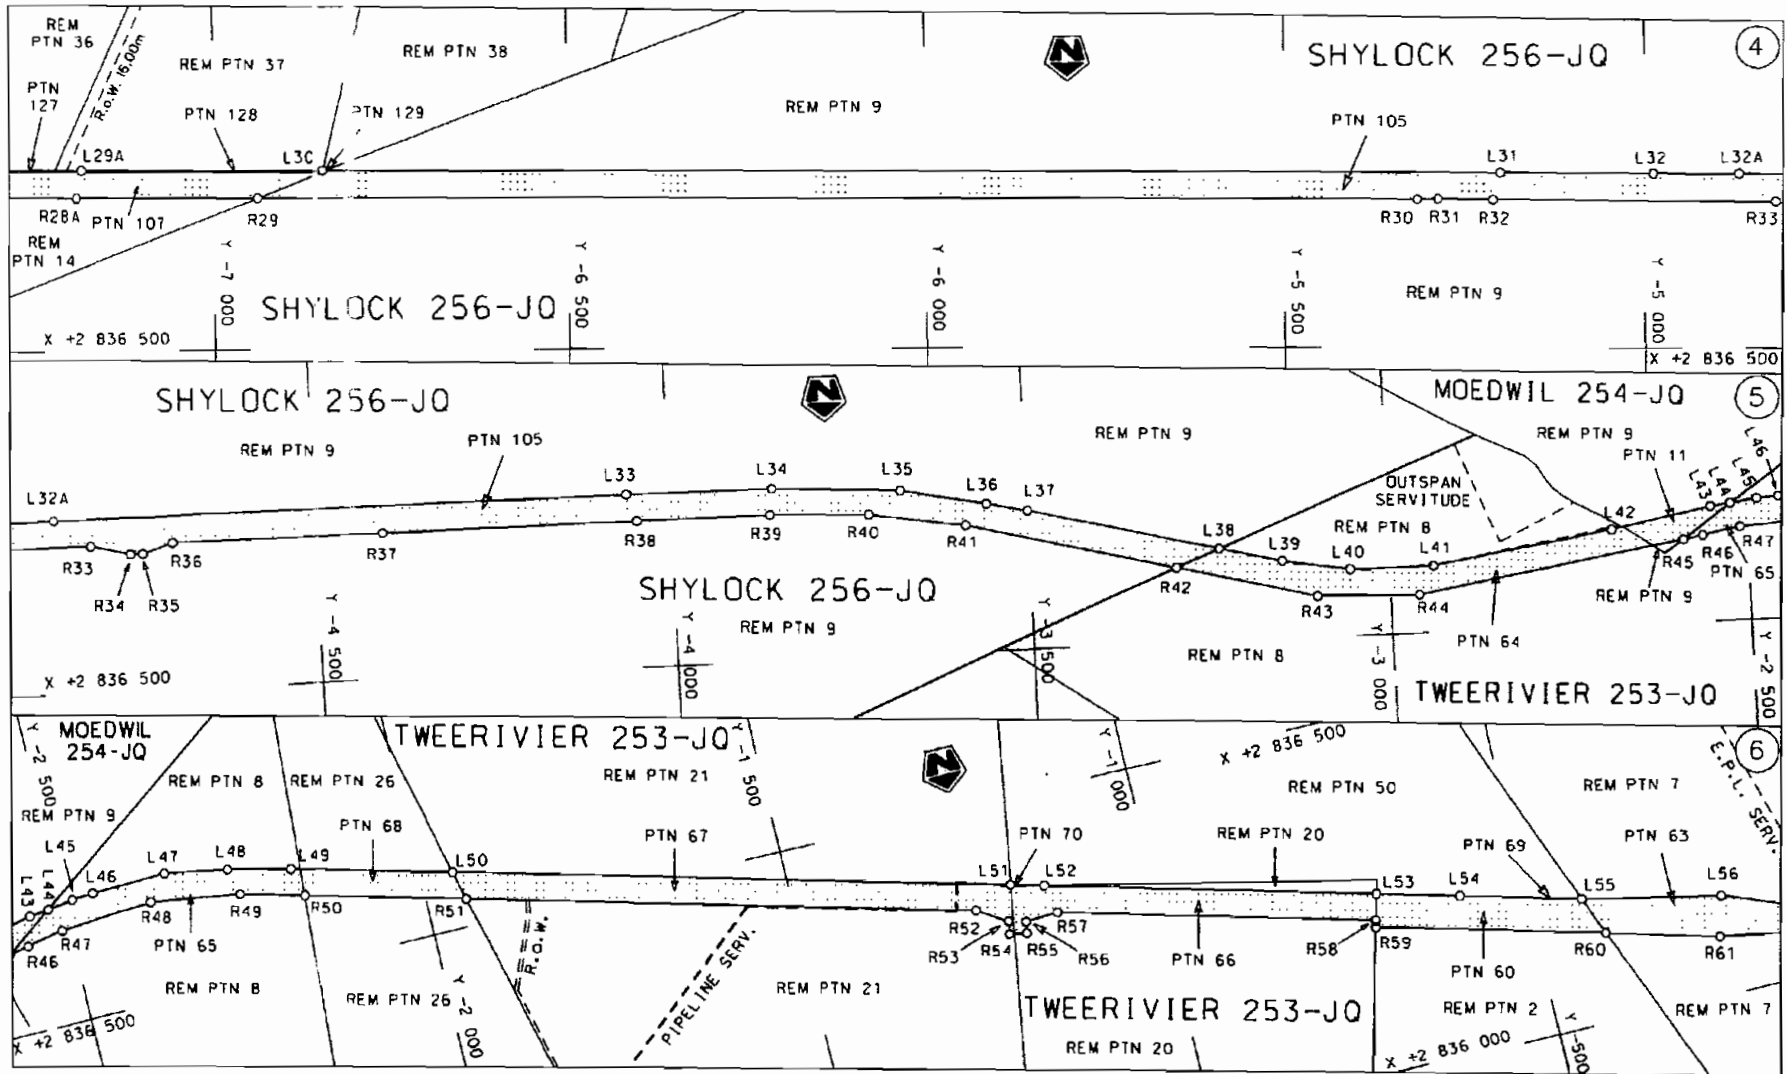 REM
PTN 36
R.o.W. 16.00m
REM PTN 37
REM PTN 38
N
SHYLOCK 256-JQ
4
PTN
127
PTN 128
PTN 129
REM PTN 9
PTN 105
L29A
L3C
L31
L32
L32A
R28A
PTN 107
R29
R30
R31
R32
R33
REM
PTN 14
Y -7 000
Y -6 500
Y -6 000
Y -5 500
Y -5 000
SHYLOCK 256-JQ
REM PTN 9
X +2 836 500
X +2 836 500
SHYLOCK 256-JQ
N
MOEDWIL 254-JQ
5
REM PTN 9
PTN 105
REM PTN 9
REM PTN 9
PTN 11
L46
L45
L44
L43
L32A
L33
L34
L35
L36
L37
OUTSPAN
SERVITUDE
REM PTN 8
L38
L39
L40
L41
L42
R33
R34
R35
R36
R37
R38
R39
R40
R41
R42
R43
R44
R45
R46
R47
PTN 65
REM PTN 9
SHYLOCK 256-JQ
REM PTN 9
REM PTN 8
PTN 64
TWEERIVIER 253-JQ
X +2 836 500
Y -4 500
Y -4 000
Y -3 500
Y -3 000
Y -2 500
MOEDWIL
254-JQ
TWEERIVIER 253-JQ
N
X +2 836 500
6
Y -2 500
REM PTN 8
REM PTN 26
REM PTN 21
Y -1 500
Y -1 000
REM PTN 50
REM PTN 7
E.P.L. SERV.
REM PTN 9
PTN 68
PTN 67
PTN 70
REM PTN 20
PTN 69
PTN 63
L43
L44
L45
L46
L47
L48
L49
L50
L51
L52
L53
L54
L55
L56
R46
R47
R48
PTN 65
R49
R50
R51
R.o.W.
PIPELINE SERV.
R52
R53
R54
R55
R56
R57
PTN 66
R58
R59
PTN 60
R60
R61
REM PTN 8
REM PTN 26
REM PTN 21
TWEERIVIER 253-JQ
REM PTN 2
REM PTN 7
REM PTN 20
X +2 836 500
Y -2 000
X +2 836 000
Y -500